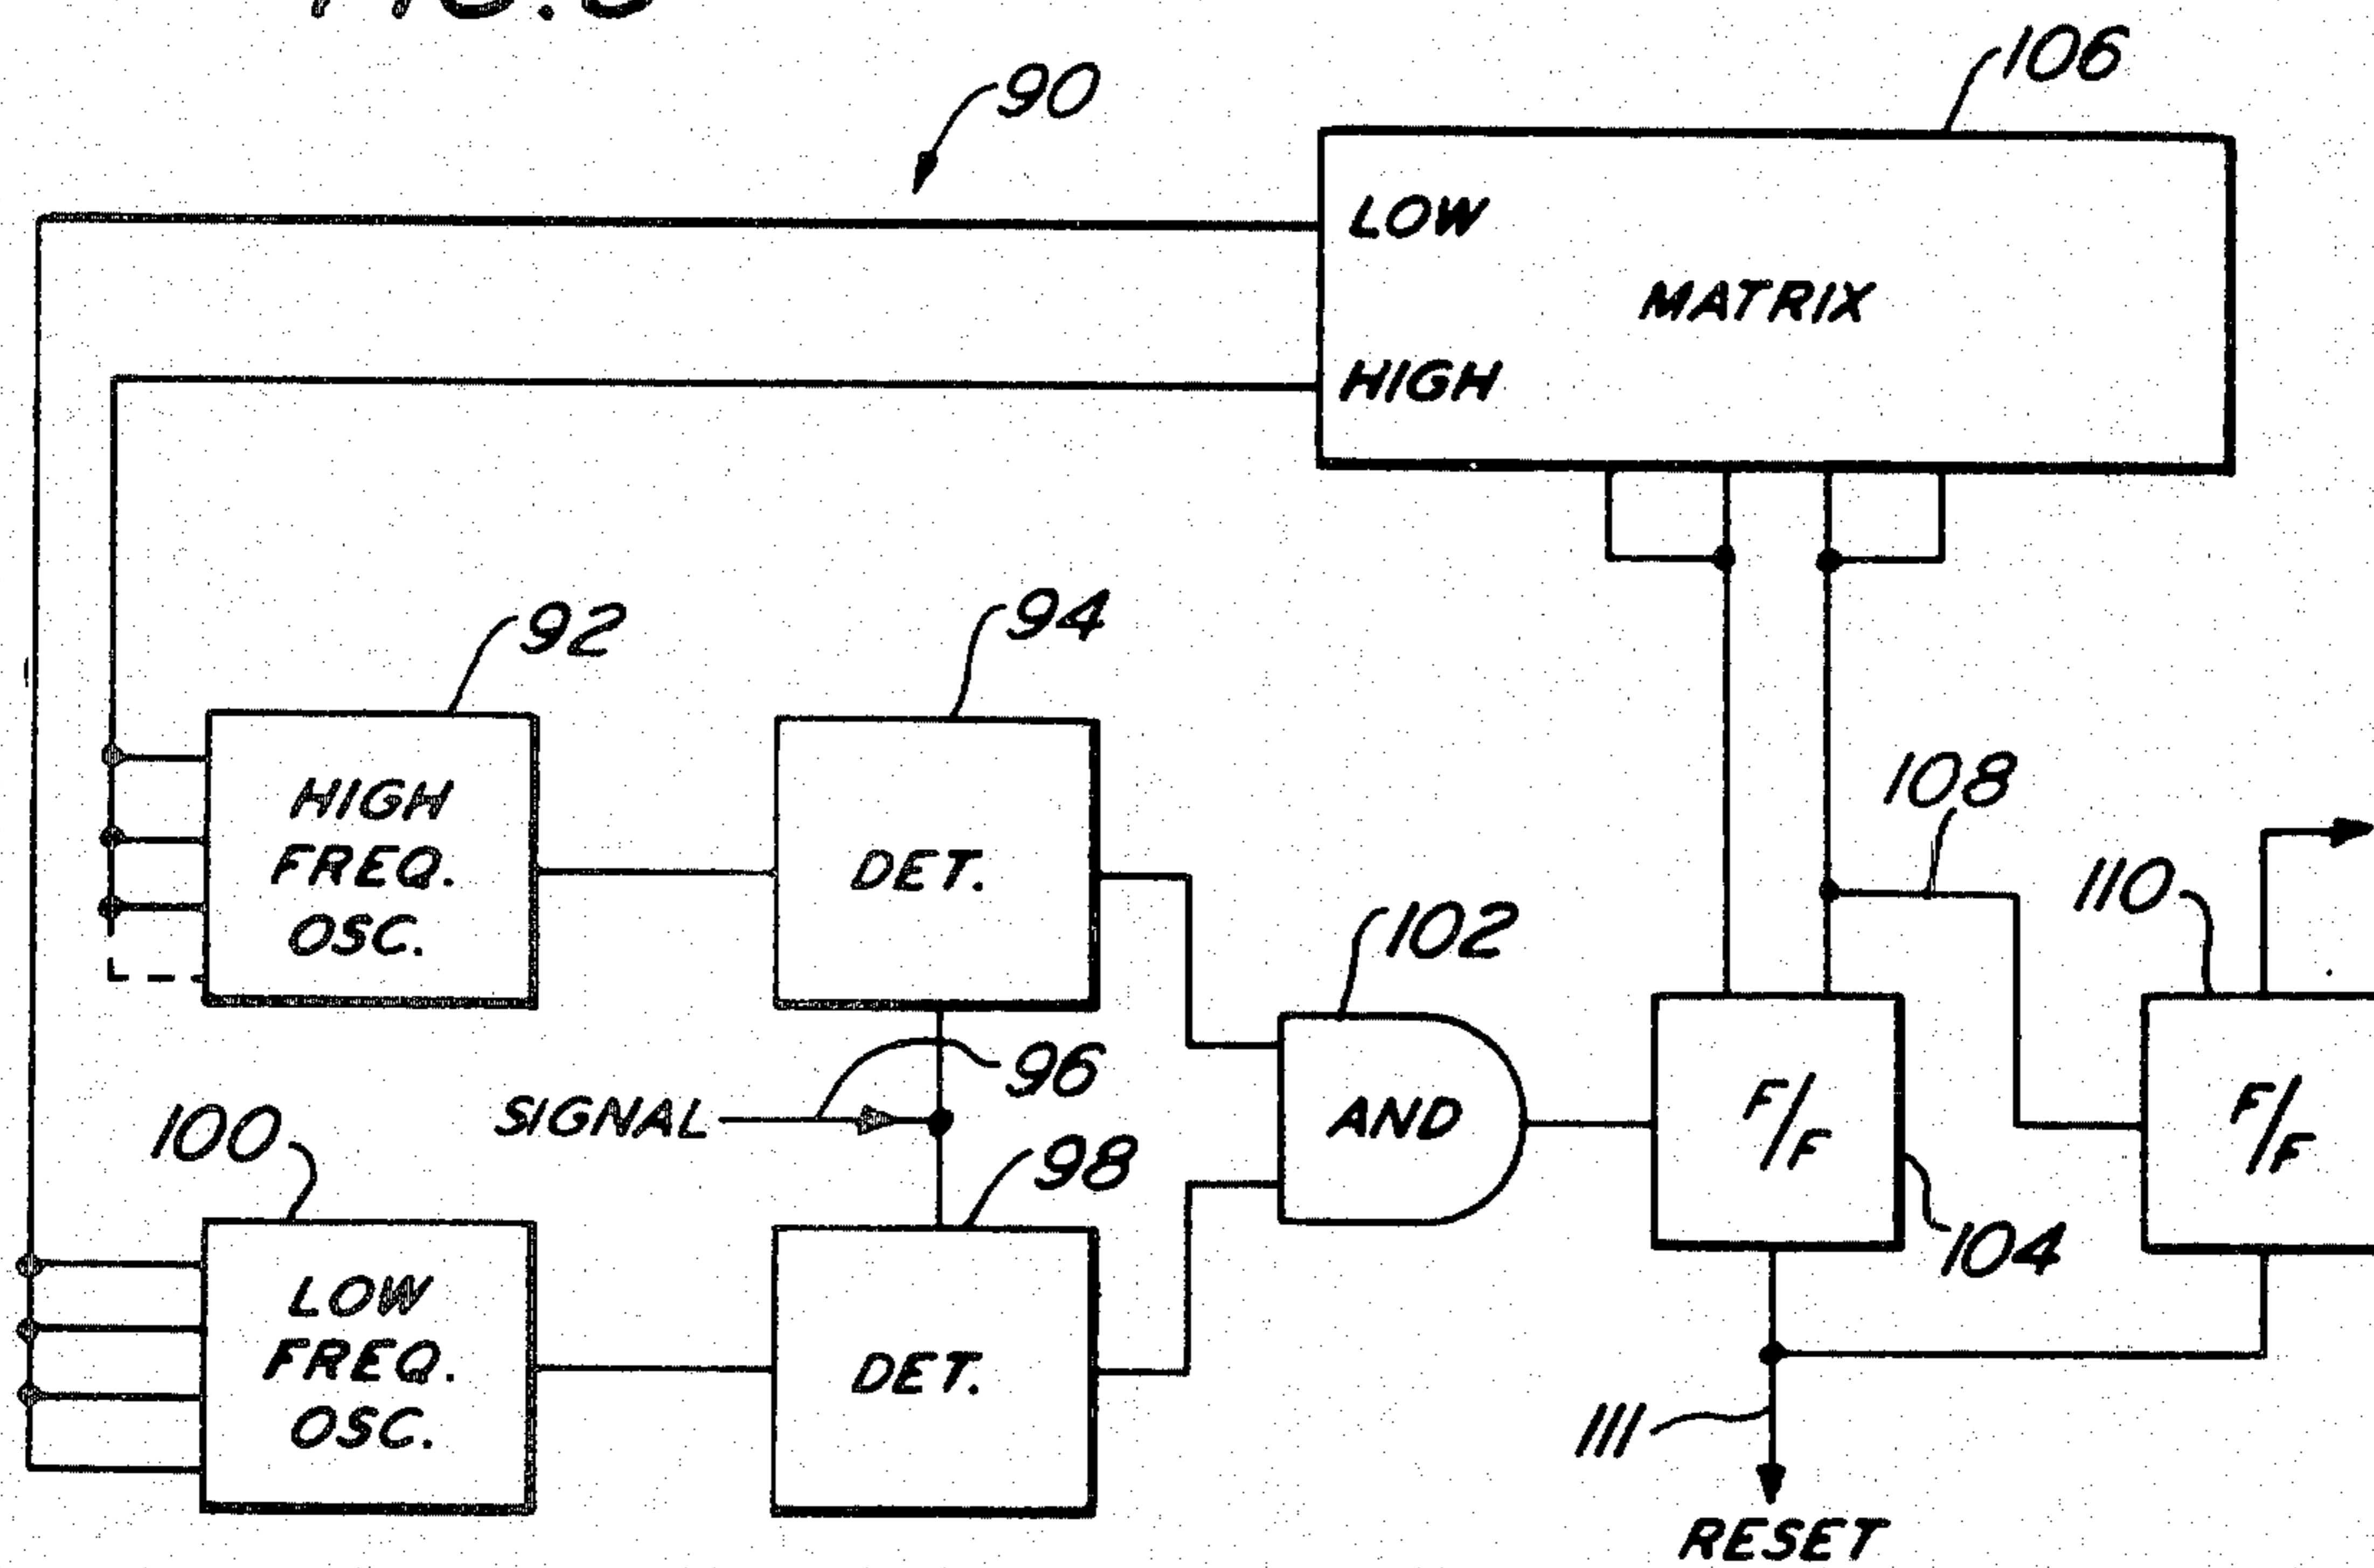 90
106
LOW
MATRIX
HIGH
92
94
HIGH
FREQ.
OSC.
DET.
108
110
102
SIGNAL
96
AND
F/F
F/F
100
98
104
LOW
FREQ.
OSC.
DET.
111
RESET